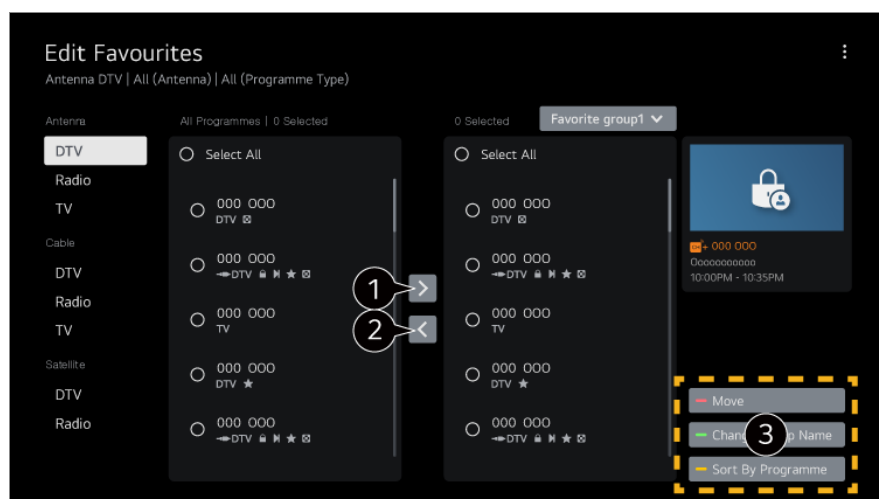 Edit Favourites
Antenna DTV | All (Antenna) | All (Programme Type)
Antenna
DTV
Radio
TV
Cable
DTV
Radio
TV
Satellite
DTV
Radio
All Programmes | 0 Selected
Select All
000 000
DTV
000 000
DTV
000 000
TV
000 000
DTV
000 000
DTV
1
2
0 Selected
Favorite group1
Select All
000 000
DTV
000 000
DTV
000 000
TV
000 000
DTV
000 000
DTV
+ 000 000
Ooooooooooo
10:00PM - 10:35PM
Move
Name
3
Sort By Programme